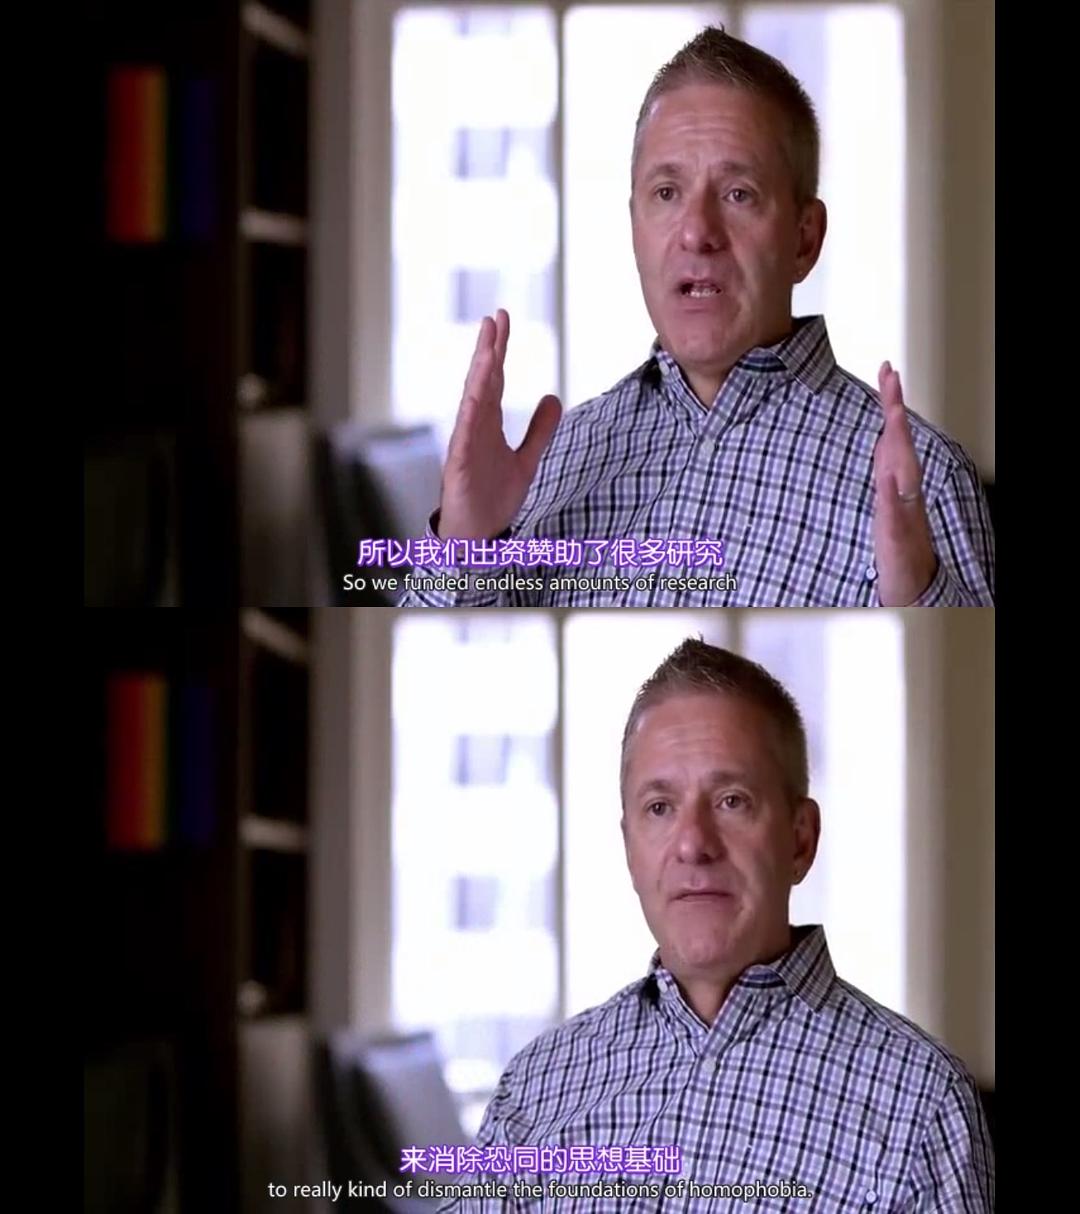 所以我们出资赞助了很多研究
So we funded endless amounts of research
来消除恐同的思想基础
to really kind of dismantle the foundations of homophobia.